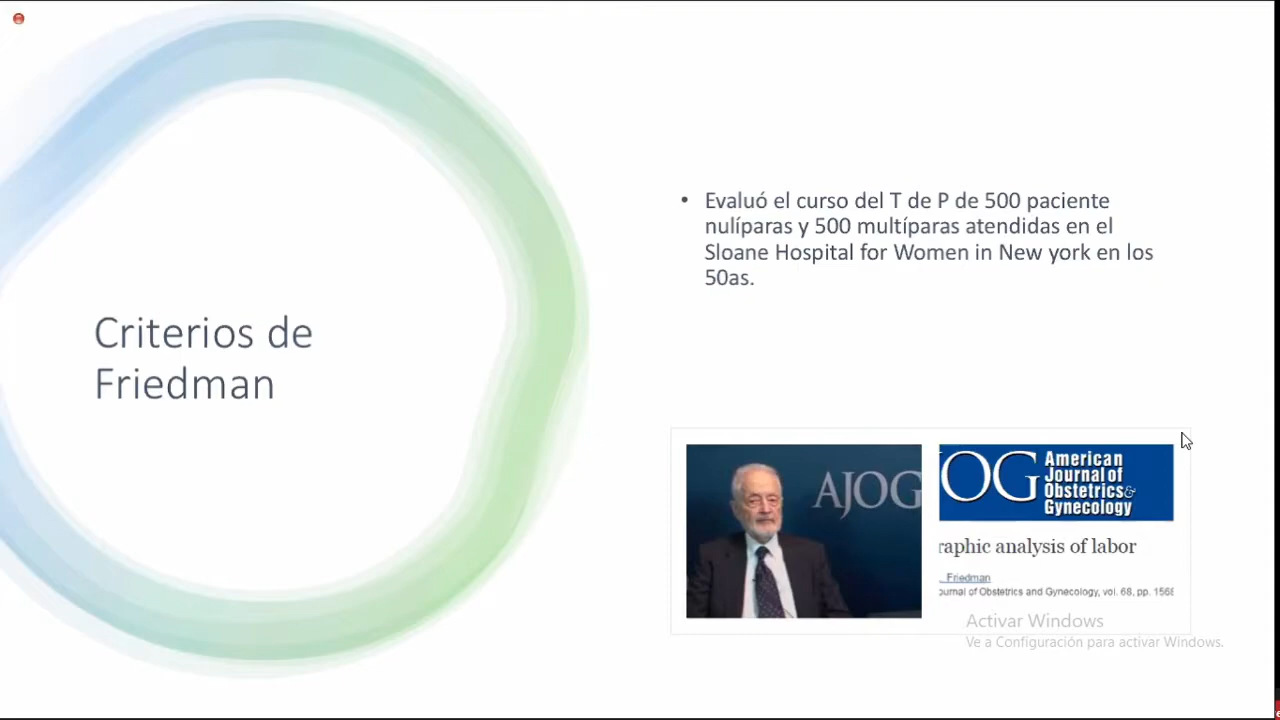 Criterios de
Friedman
• Evaluó el curso del T de P de 500 paciente
nulíparas y 500 multíparas atendidas en el
Sloane Hospital for Women in New york en los
50as.
AJOG
OG American
Journal of
Obstetrics &
Gynecology
raphic analysis of labor
. Friedman
ournal of Obstetrics and Gynecology, vol. 68, pp. 1568
Activar Windows
Ve a Configuración para activar Windows.